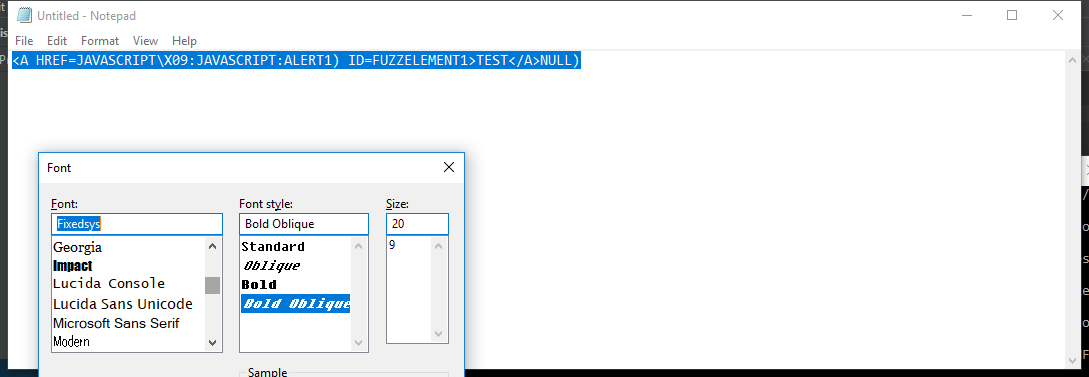 Untitled - Notepad
File Edit Format View Help
<A HREF=JAVASCRIPT\X09:JAVASCRIPT:ALERT1) ID=FUZZELEMENT1>TEST</A>NULL)
Font
Font: Font style: Size:
Fixedsys Bold Oblique 20
Georgia Standard 9
Impact Oblique
Lucida Console Bold
Lucida Sans Unicode Bold Oblique
Microsoft Sans Serif
Modern
Sample